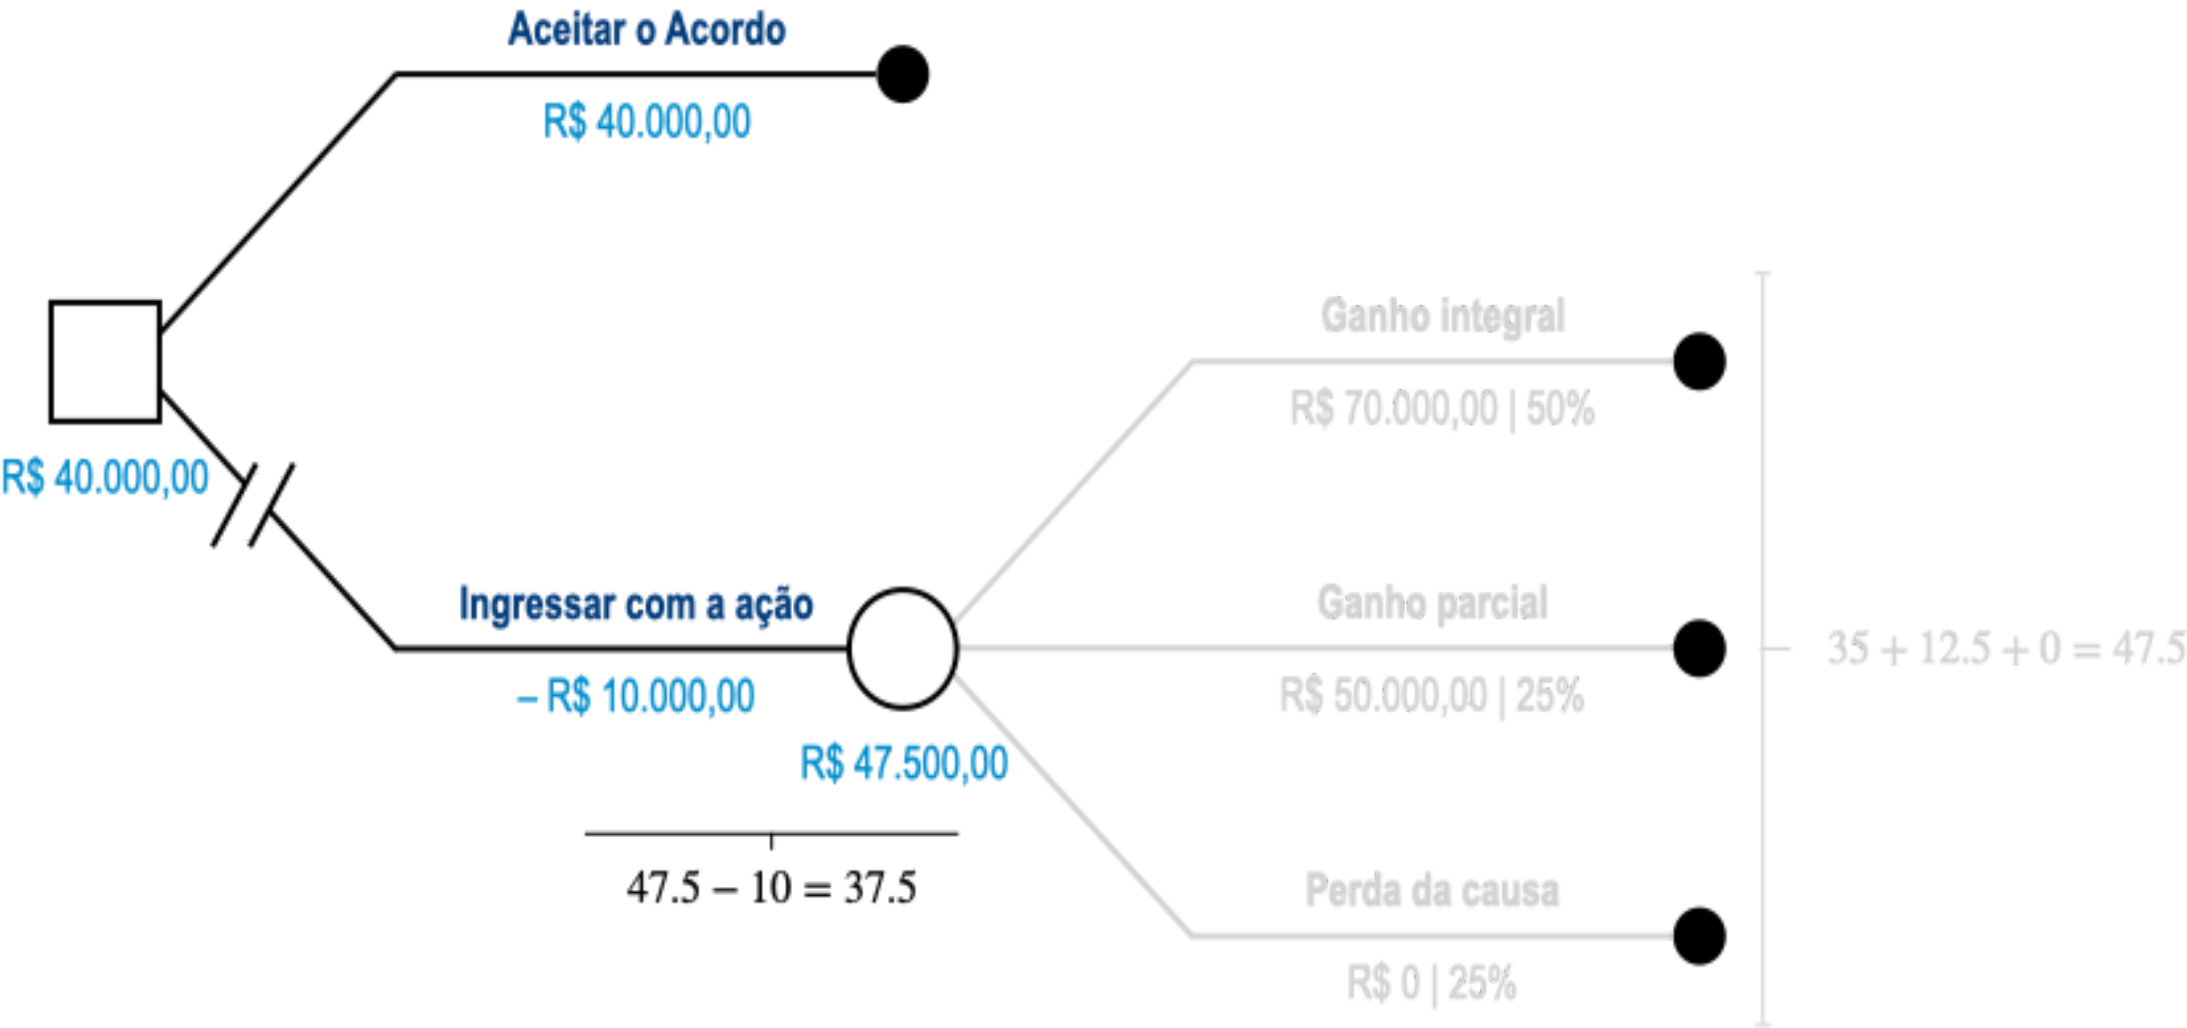 Aceitar o Acordo
R$ 40.000,00
R$ 40.000,00
Ingressar com a ação
– R$ 10.000,00
R$ 47.500,00
47.5 – 10 = 37.5
Ganho integral
R$ 70.000,00 | 50%
Ganho parcial
R$ 50.000,00 | 25%
Perda da causa
R$ 0 | 25%
35 + 12.5 + 0 = 47.5